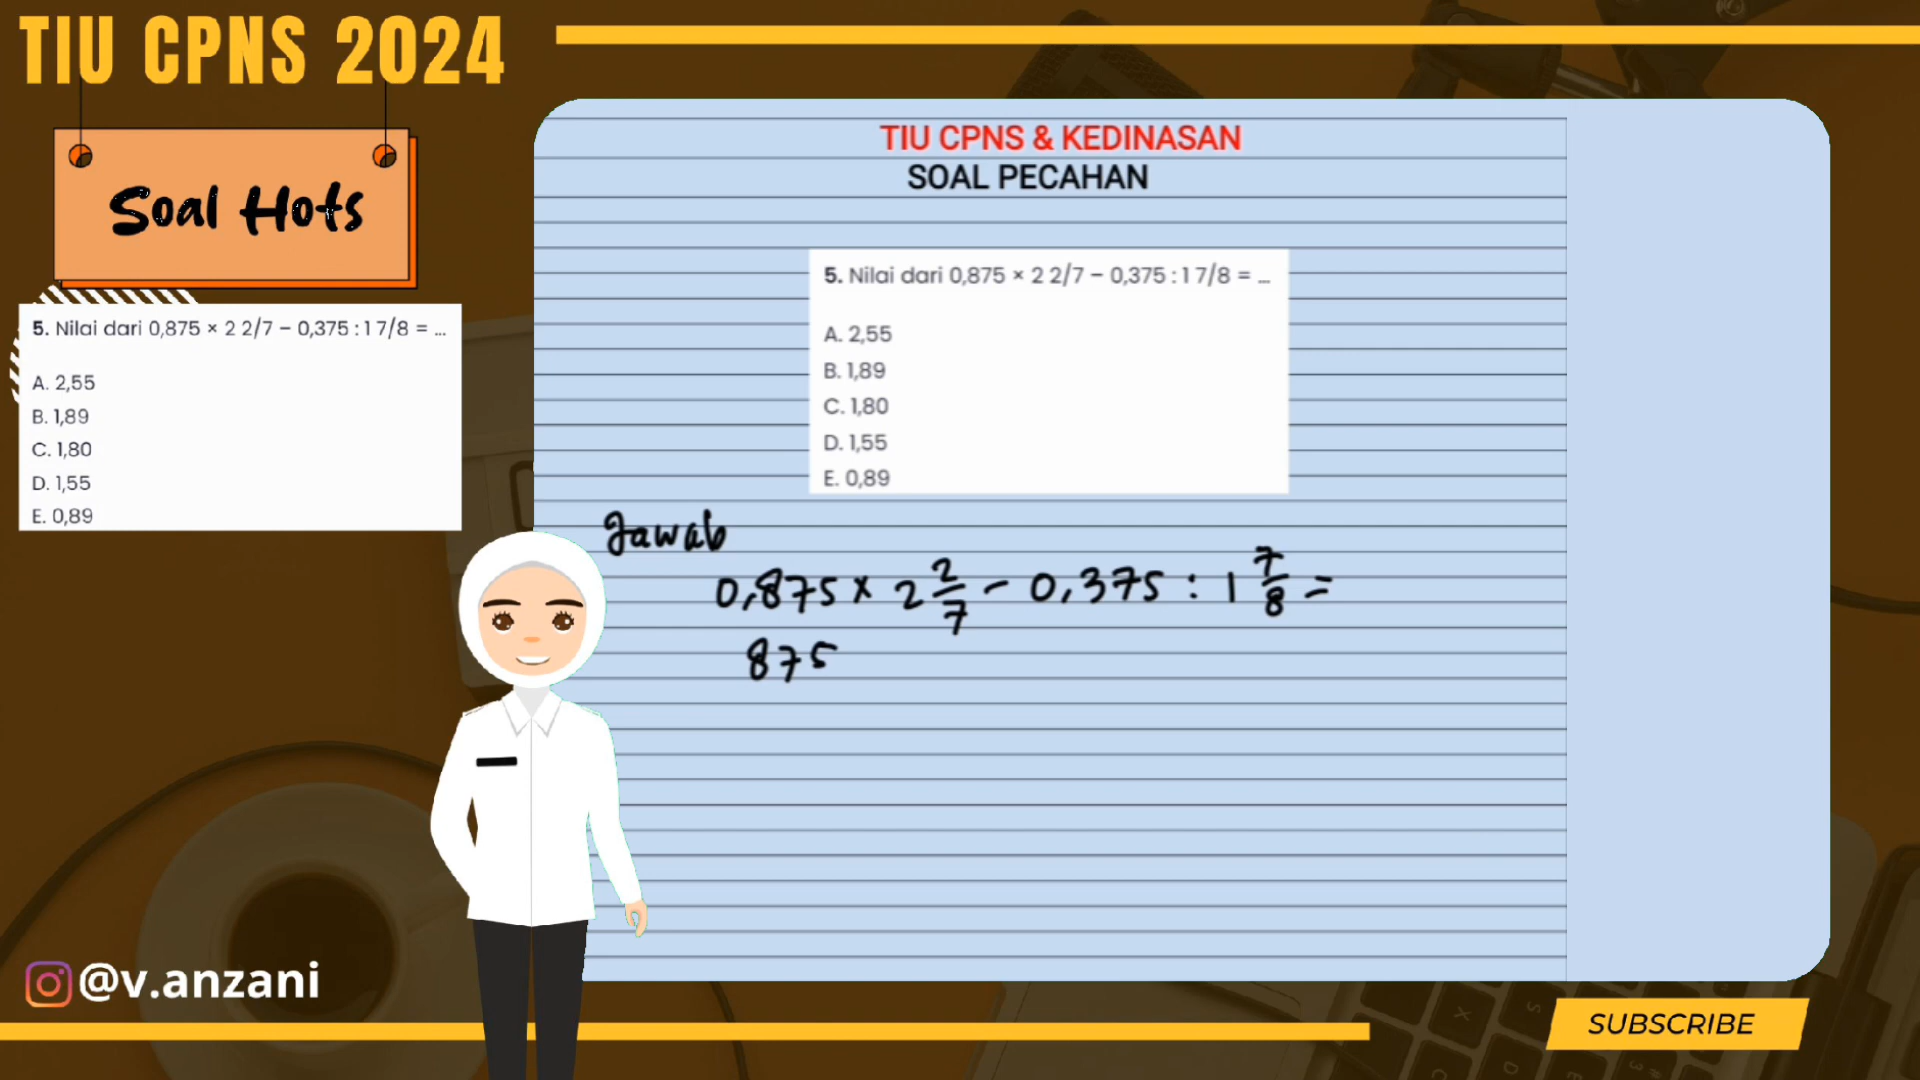 TIU CPNS 2024
Soal Hots
5. Nilai dari 0,875 × 2 2/7 – 0,375 : 1 7/8 = ...
A. 2,55
B. 1,89
C. 1,80
D. 1,55
E. 0,89
TIU CPNS & KEDINASAN
SOAL PECAHAN
5. Nilai dari 0,875 × 2 2/7 – 0,375 : 1 7/8 = ...
A. 2,55
B. 1,89
C. 1,80
D. 1,55
E. 0,89
Jawab
0,875 × 2 2/7 – 0,375 : 1 7/8 =
875
@v.anzani
SUBSCRIBE